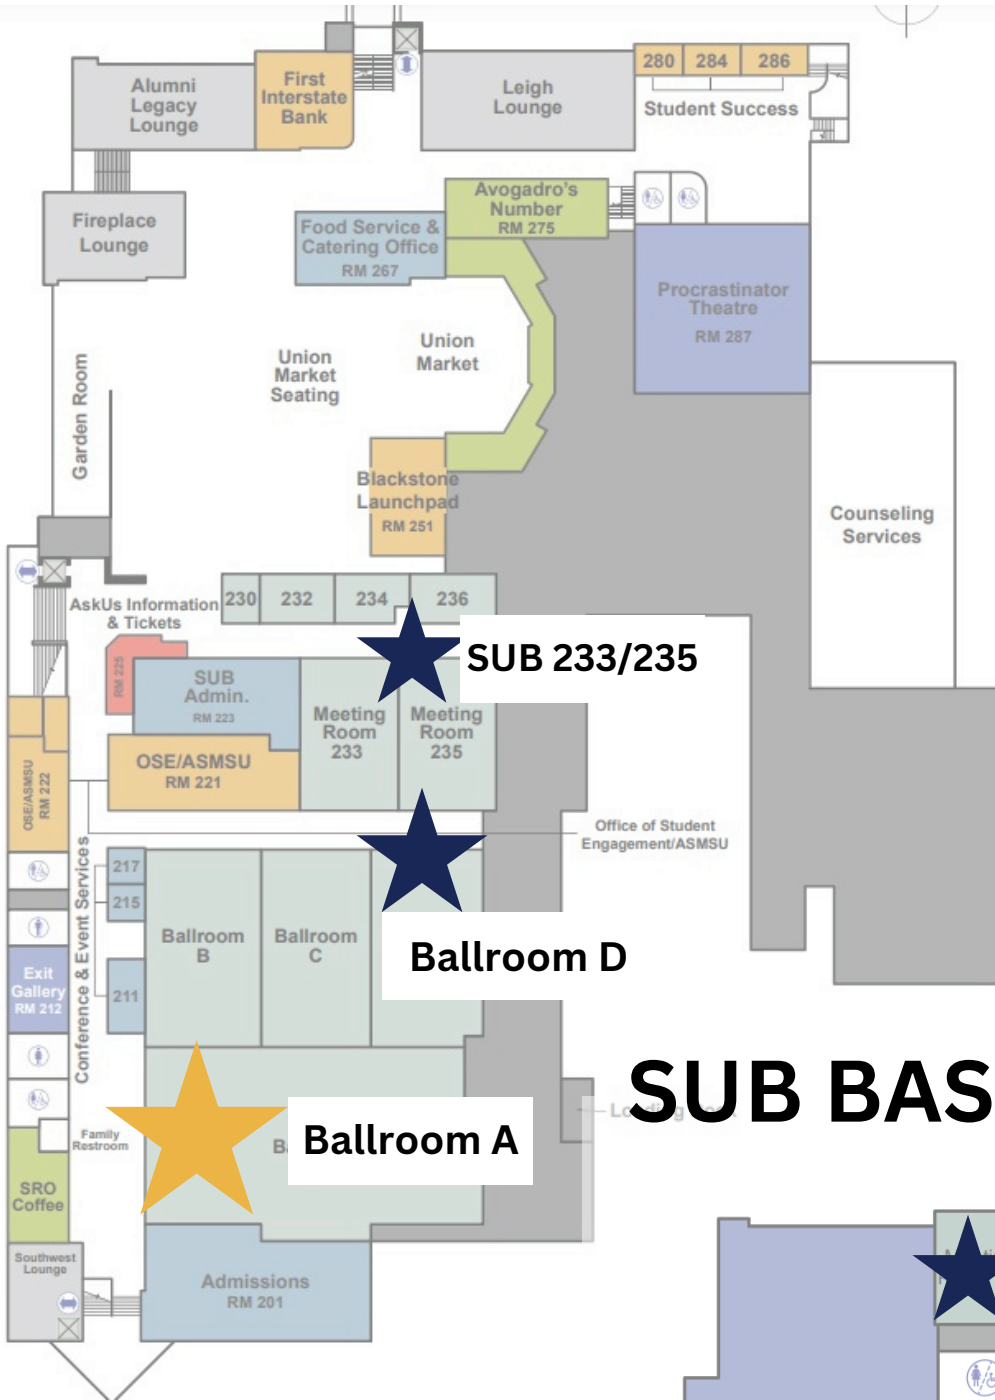 Alumni
Legacy
Lounge
First
Interstate
Bank
Leigh
Lounge
280
284
286
Student Success
Avogadro's
Number
RM 275
Fireplace
Lounge
Food Service &
Catering Office
RM 267
Procrastinator
Theatre
RM 287
Union
Market
Union
Market
Seating
Garden Room
Blackstone
Launchpad
RM 251
Counseling
Services
230
232
234
236
AskUs Information
& Tickets
RM 225
SUB
Admin.
RM 223
SUB 233/235
Meeting
Room
233
Meeting
Room
235
OSE/ASMSU
RM 221
OSE/ASMSU
RM 222
Office of Student
Engagement/ASMSU
Conference & Event Services
217
215
211
Ballroom
B
Ballroom
C
Ballroom D
Exit
Gallery
RM 212
SUB BAS
Family
Restroom
Ba
Ballroom A
SRO
Coffee
Southwest
Lounge
Admissions
RM 201